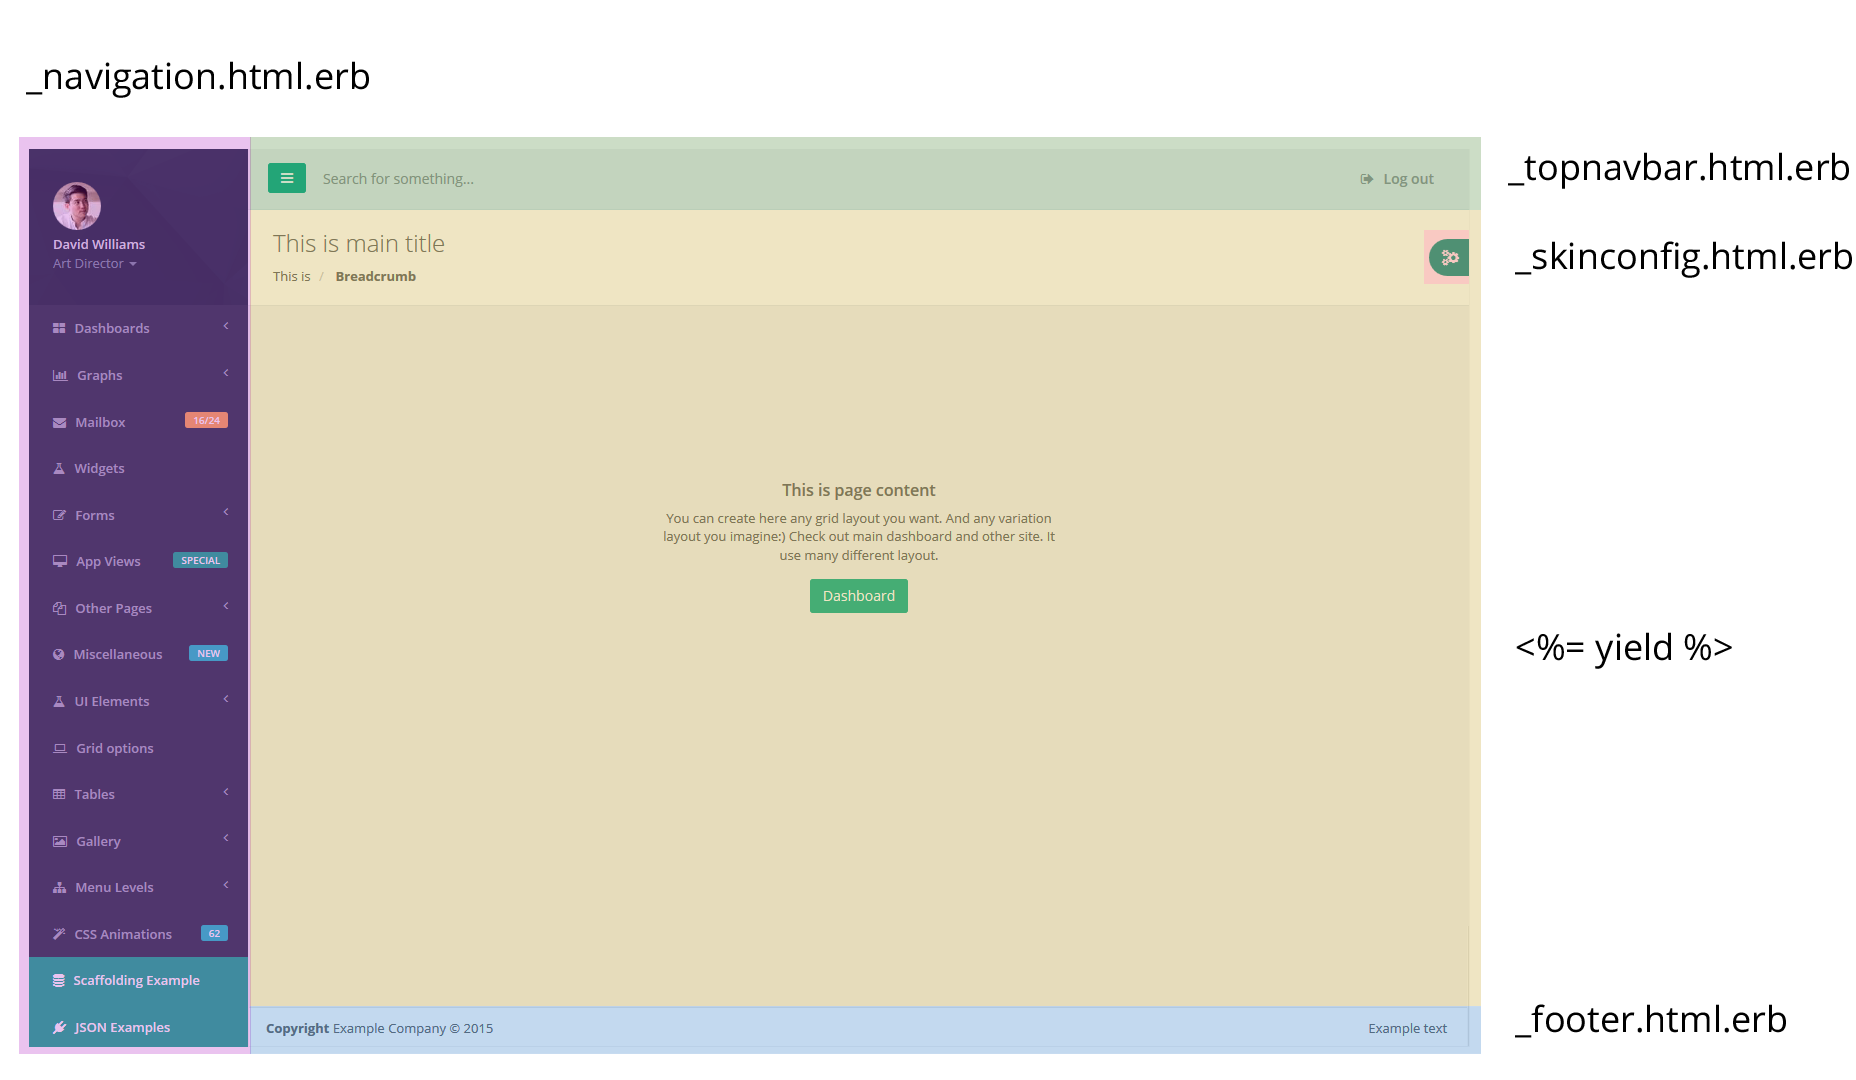 _navigation.html.erb
_topnavbar.html.erb
Search for something...
Log out
David Williams
Art Director
This is main title
This is / Breadcrumb
_skinconfig.html.erb
Dashboards
Graphs
Mailbox 16/24
Widgets
Forms
App Views SPECIAL
Other Pages
Miscellaneous NEW
UI Elements
Grid options
Tables
Gallery
Menu Levels
CSS Animations 62
Scaffolding Example
JSON Examples
This is page content
You can create here any grid layout you want. And any variation
layout you imagine:) Check out main dashboard and other site. It
use many different layout.
Dashboard
<%= yield %>
Copyright Example Company © 2015
Example text
_footer.html.erb